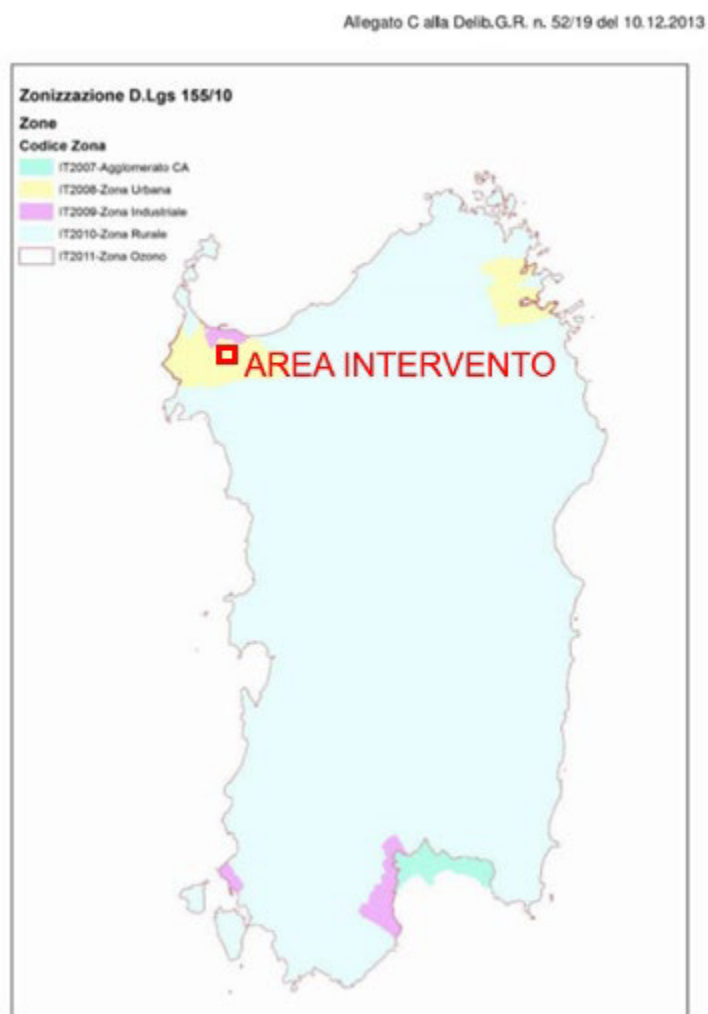 Allegato C alla Delib.G.R. n. 52/19 del 10.12.2013
Zonizzazione D.Lgs 155/10
Zone
Codice Zona
IT2007-Agglomerato CA
IT2008-Zona Urbana
IT2009-Zona Industriale
IT2010-Zona Rurale
IT2011-Zona Ozono
AREA INTERVENTO